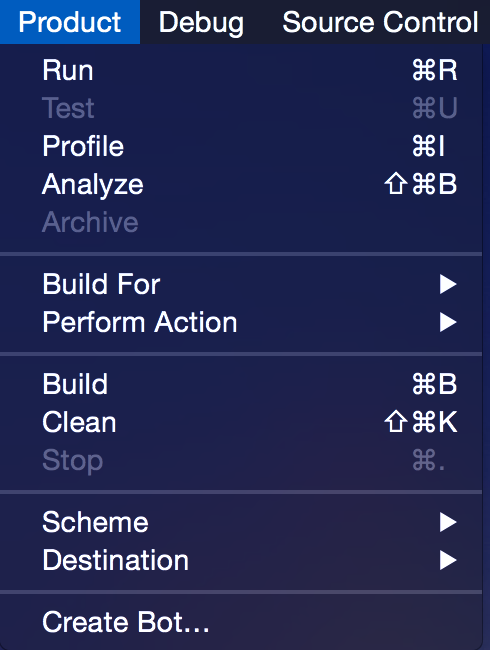 Product Debug Source Control
Run ⌘R
Test ⌘U
Profile ⌘I
Analyze ⇧⌘B
Archive
Build For ▶
Perform Action ▶
Build ⌘B
Clean ⇧⌘K
Stop ⌘.
Scheme ▶
Destination ▶
Create Bot...